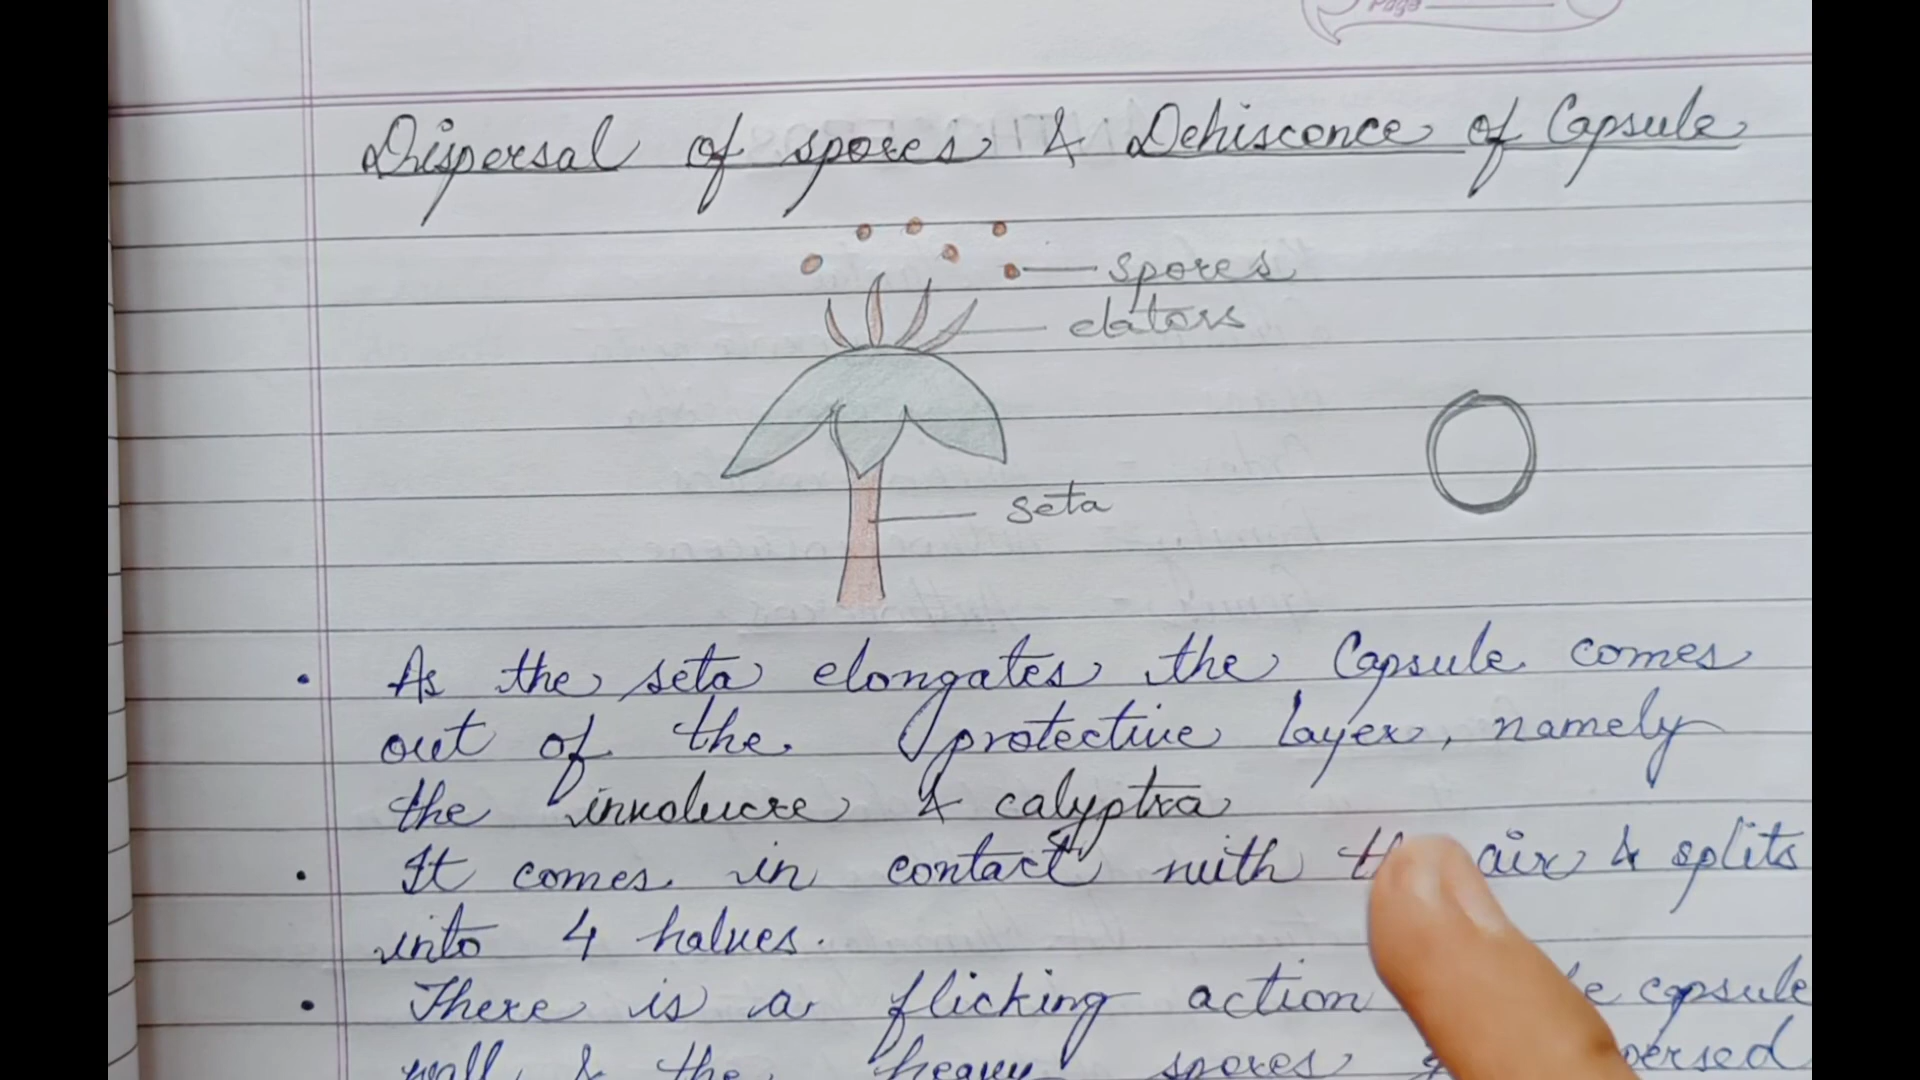 Page
Dispersal of spores & Dehiscence of Capsule
spores
elators
seta
• As the seta elongates the Capsule comes
out of the protective layer, namely
the involucre & calyptra
• It comes in contact with air & splits
into 4 halves.
• There is a flicking action capsule
wall & the heavy spores